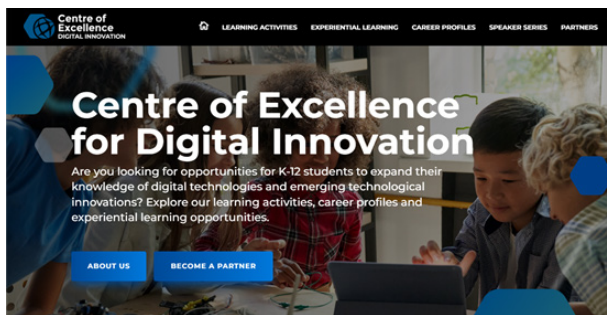 Centre of
Excellence
DIGITAL INNOVATION
LEARNING ACTIVITIES EXPERIENTIAL LEARNING CAREER PROFILES SPEAKER SERIES PARTNERS
Centre of Excellence
for Digital Innovation
Are you looking for opportunities for K-12 students to expand their
knowledge of digital technologies and emerging technological
innovations? Explore our learning activities, career profiles and
experiential learning opportunities.
ABOUT US BECOME A PARTNER